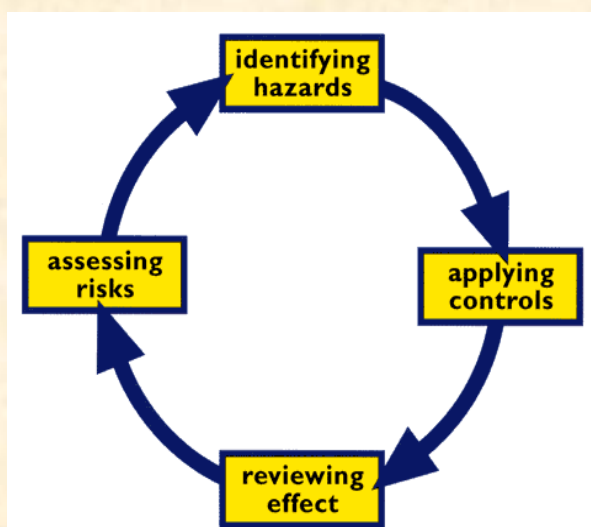 identifying
hazards
applying
controls
reviewing
effect
assessing
risks